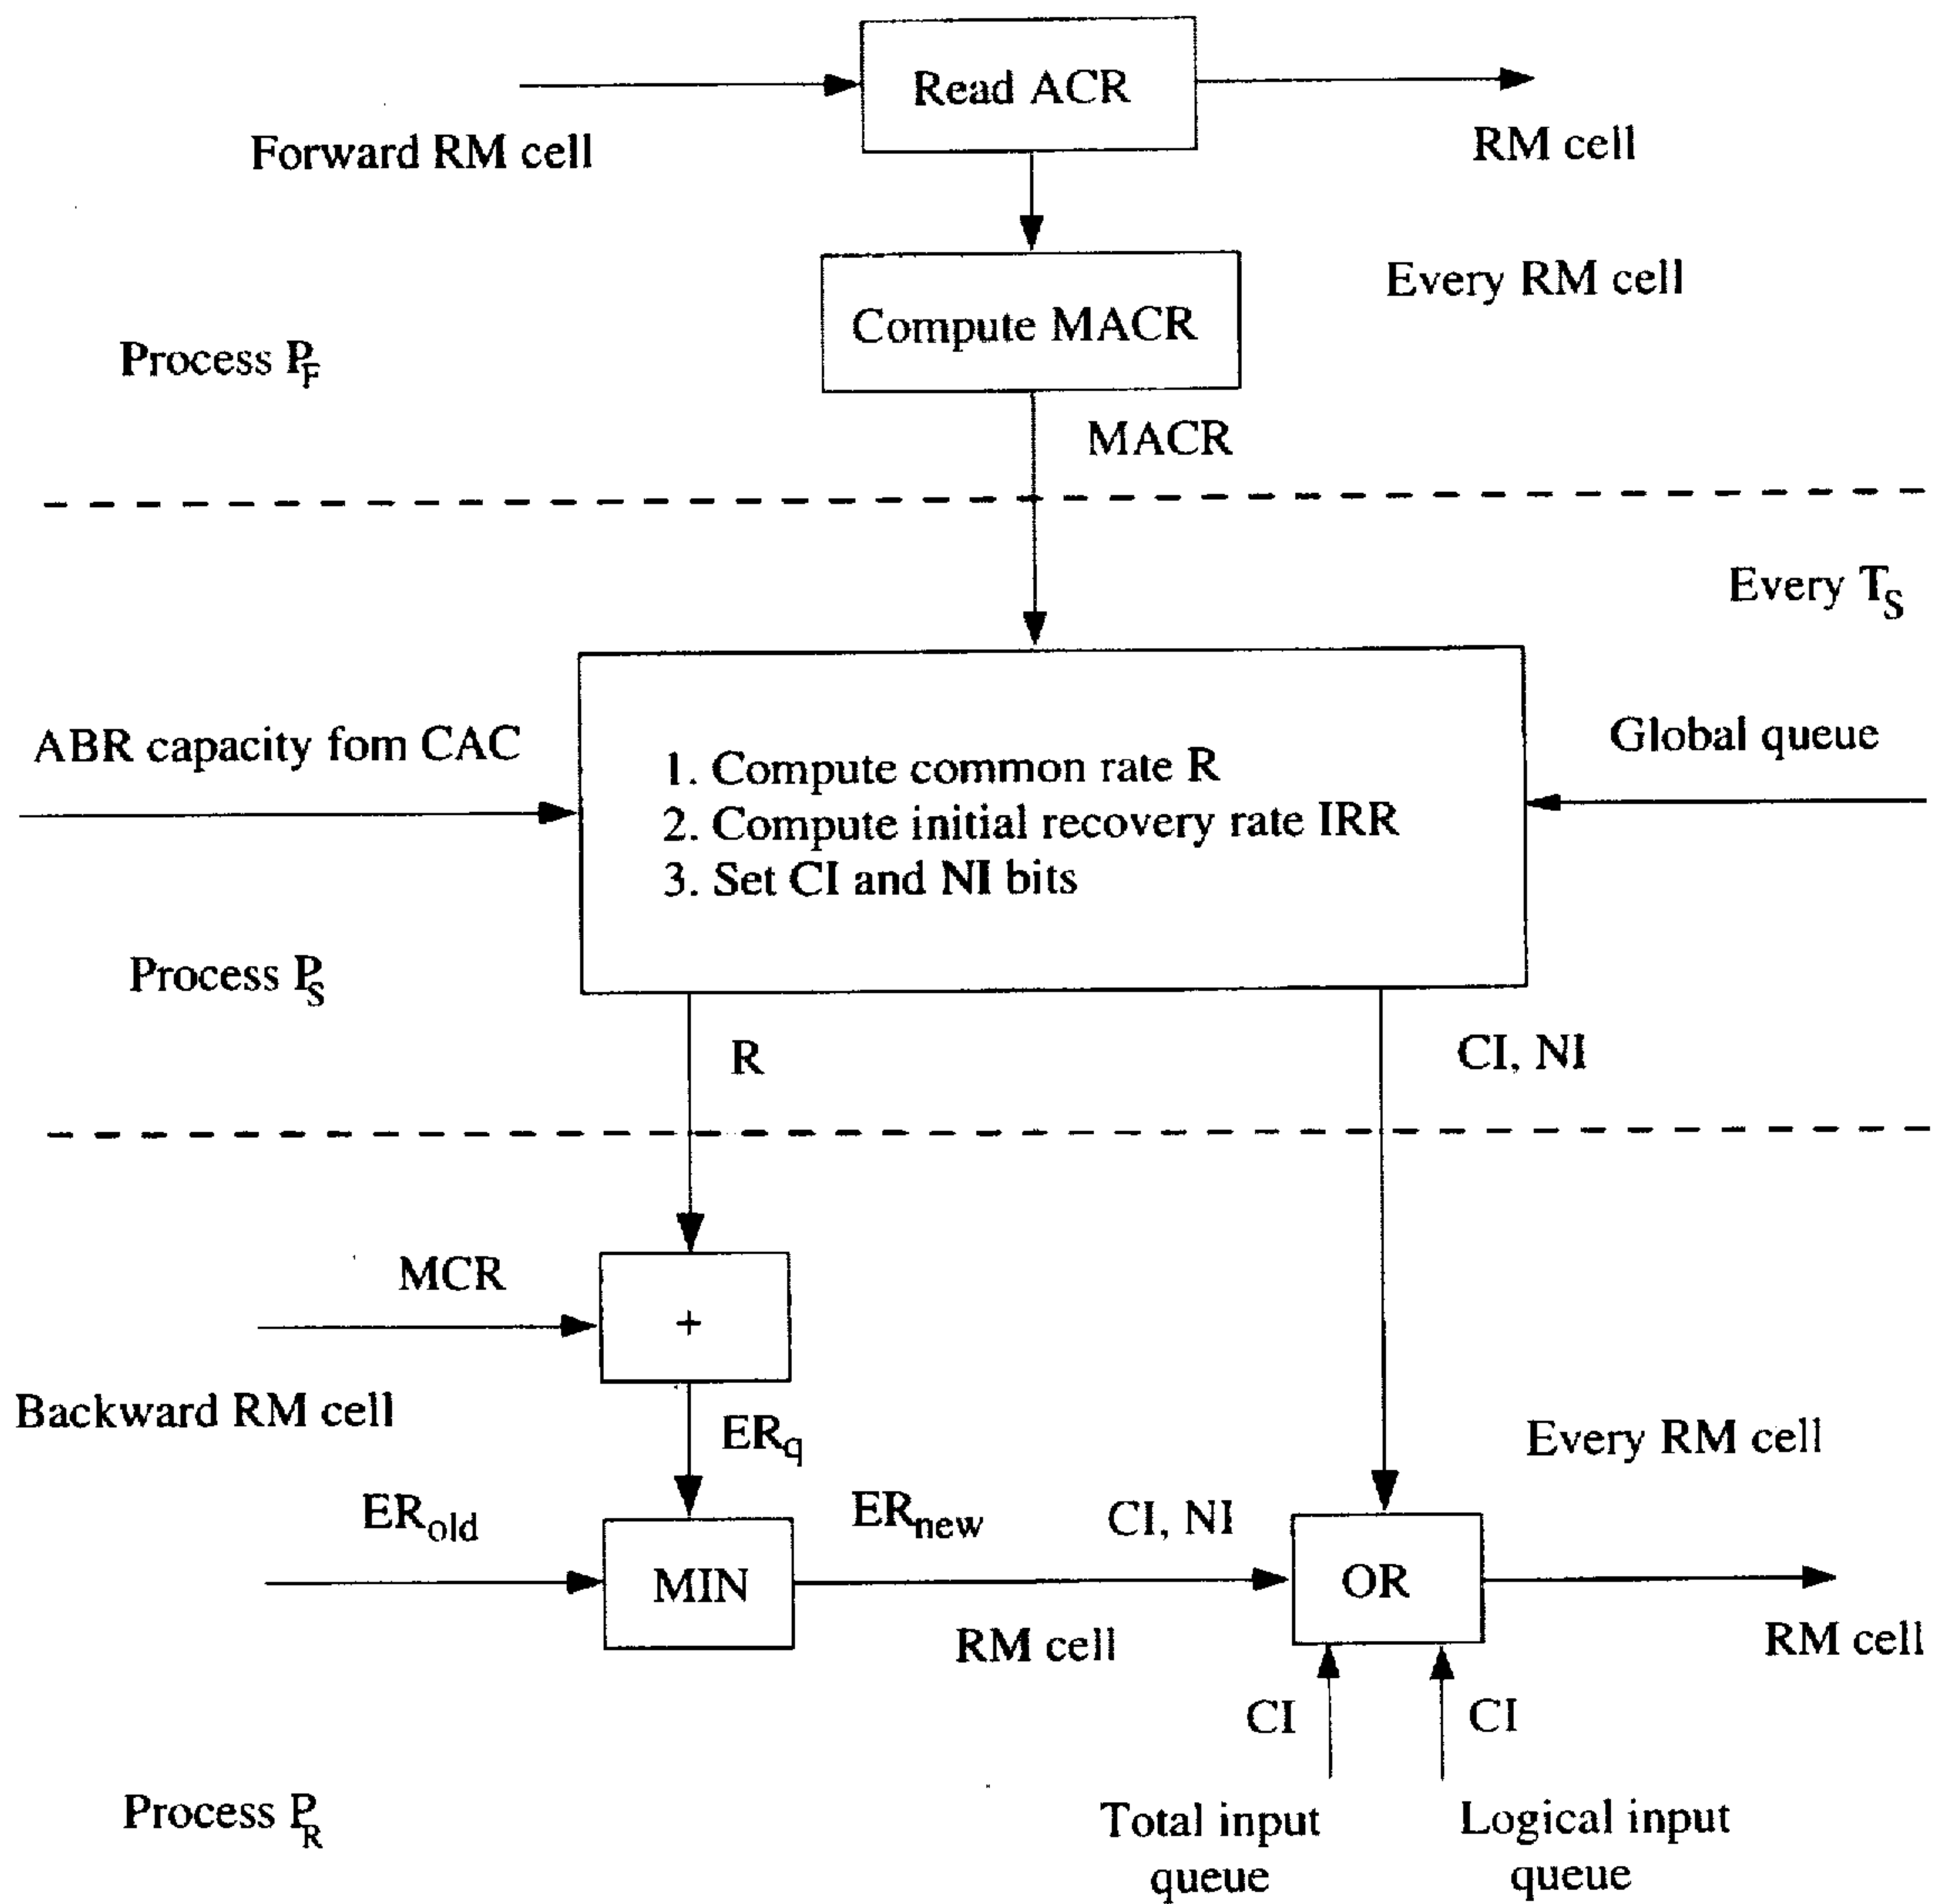 Read ACR
Forward RM cell
RM cell
Every RM cell
Compute MACR
Process P_F
MACR
Every T_S
ABR capacity fom CAC
Global queue
1. Compute common rate R
2. Compute initial recovery rate IRR
3. Set CI and NI bits
Process P_S
R
CI, NI
MCR
+
Backward RM cell
ER_q
Every RM cell
ER_old
ER_new
CI, NI
MIN
OR
RM cell
RM cell
CI
CI
Process P_R
Total input
queue
Logical input
queue